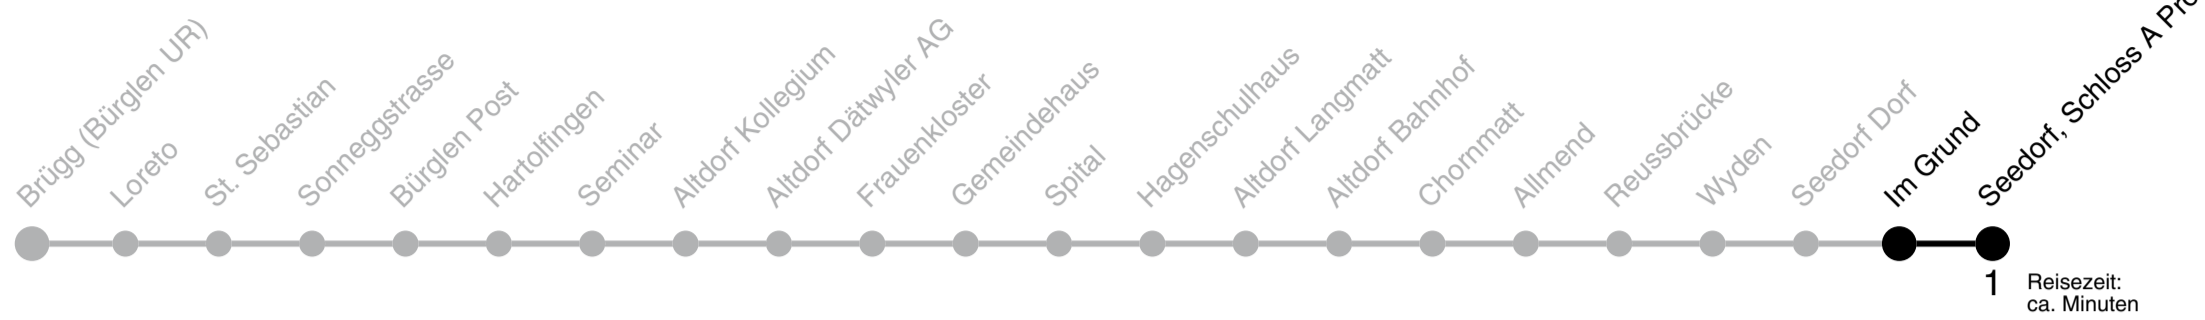 Brügg (Bürglen UR)
Loreto
St. Sebastian
Sonneggstrasse
Bürglen Post
Hartolfingen
Seminar
Altdorf Kollegium
Altdorf Dätwyler AG
Frauenkloster
Gemeindehaus
Spital
Hagenschulhaus
Altdorf Langmatt
Altdorf Bahnhof
Chornmatt
Allmend
Reussbrücke
Wyden
Seedorf Dorf
Im Grund
Seedorf, Schloss A Pro
1
Reisezeit:
ca. Minuten